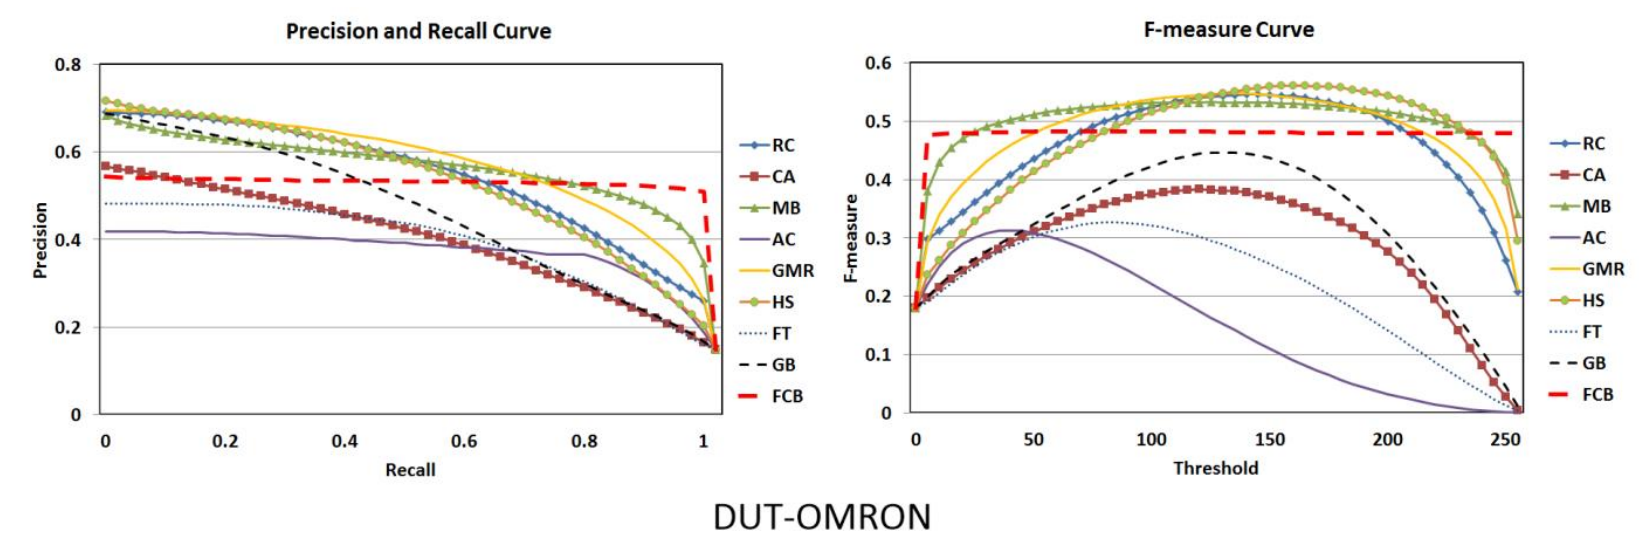 Precision and Recall Curve
0.8
0.6
0.4
0.2
0
Precision
0 0.2 0.4 0.6 0.8 1
Recall
RC
CA
MB
AC
GMR
HS
FT
GB
FCB
F-measure Curve
0.6
0.5
0.4
0.3
0.2
0.1
0
F-measure
0 50 100 150 200 250
Threshold
RC
CA
MB
AC
GMR
HS
FT
GB
FCB
DUT-OMRON